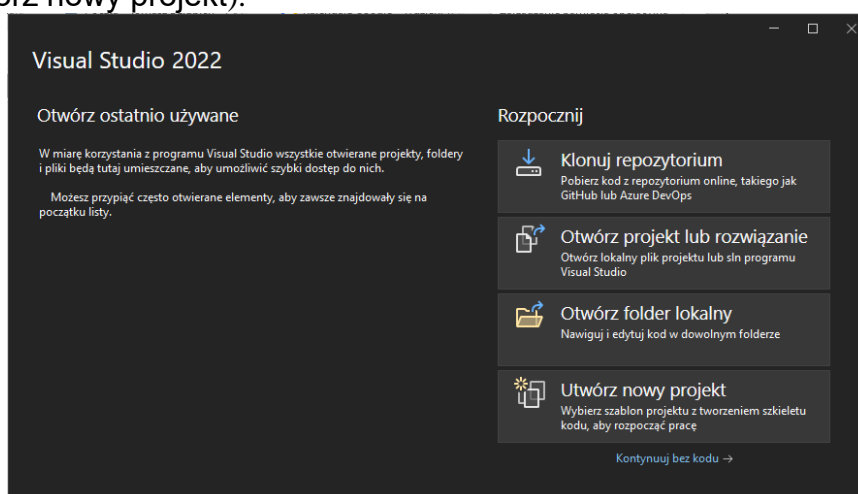 orz nowy projekt).
Visual Studio 2022
Otwórz ostatnio używane
W miarę korzystania z programu Visual Studio wszystkie otwierane projekty, foldery
i pliki będą tutaj umieszczane, aby umożliwić szybki dostęp do nich.
Możesz przypiąć często otwierane elementy, aby zawsze znajdowały się na
początku listy.
Rozpocznij
Klonuj repozytorium
Pobierz kod z repozytorium online, takiego jak
GitHub lub Azure DevOps
Otwórz projekt lub rozwiązanie
Otwórz lokalny plik projektu lub sln programu
Visual Studio
Otwórz folder lokalny
Nawiguj i edytuj kod w dowolnym folderze
Utwórz nowy projekt
Wybierz szablon projektu z tworzeniem szkieletu
kodu, aby rozpocząć pracę
Kontynuuj bez kodu →